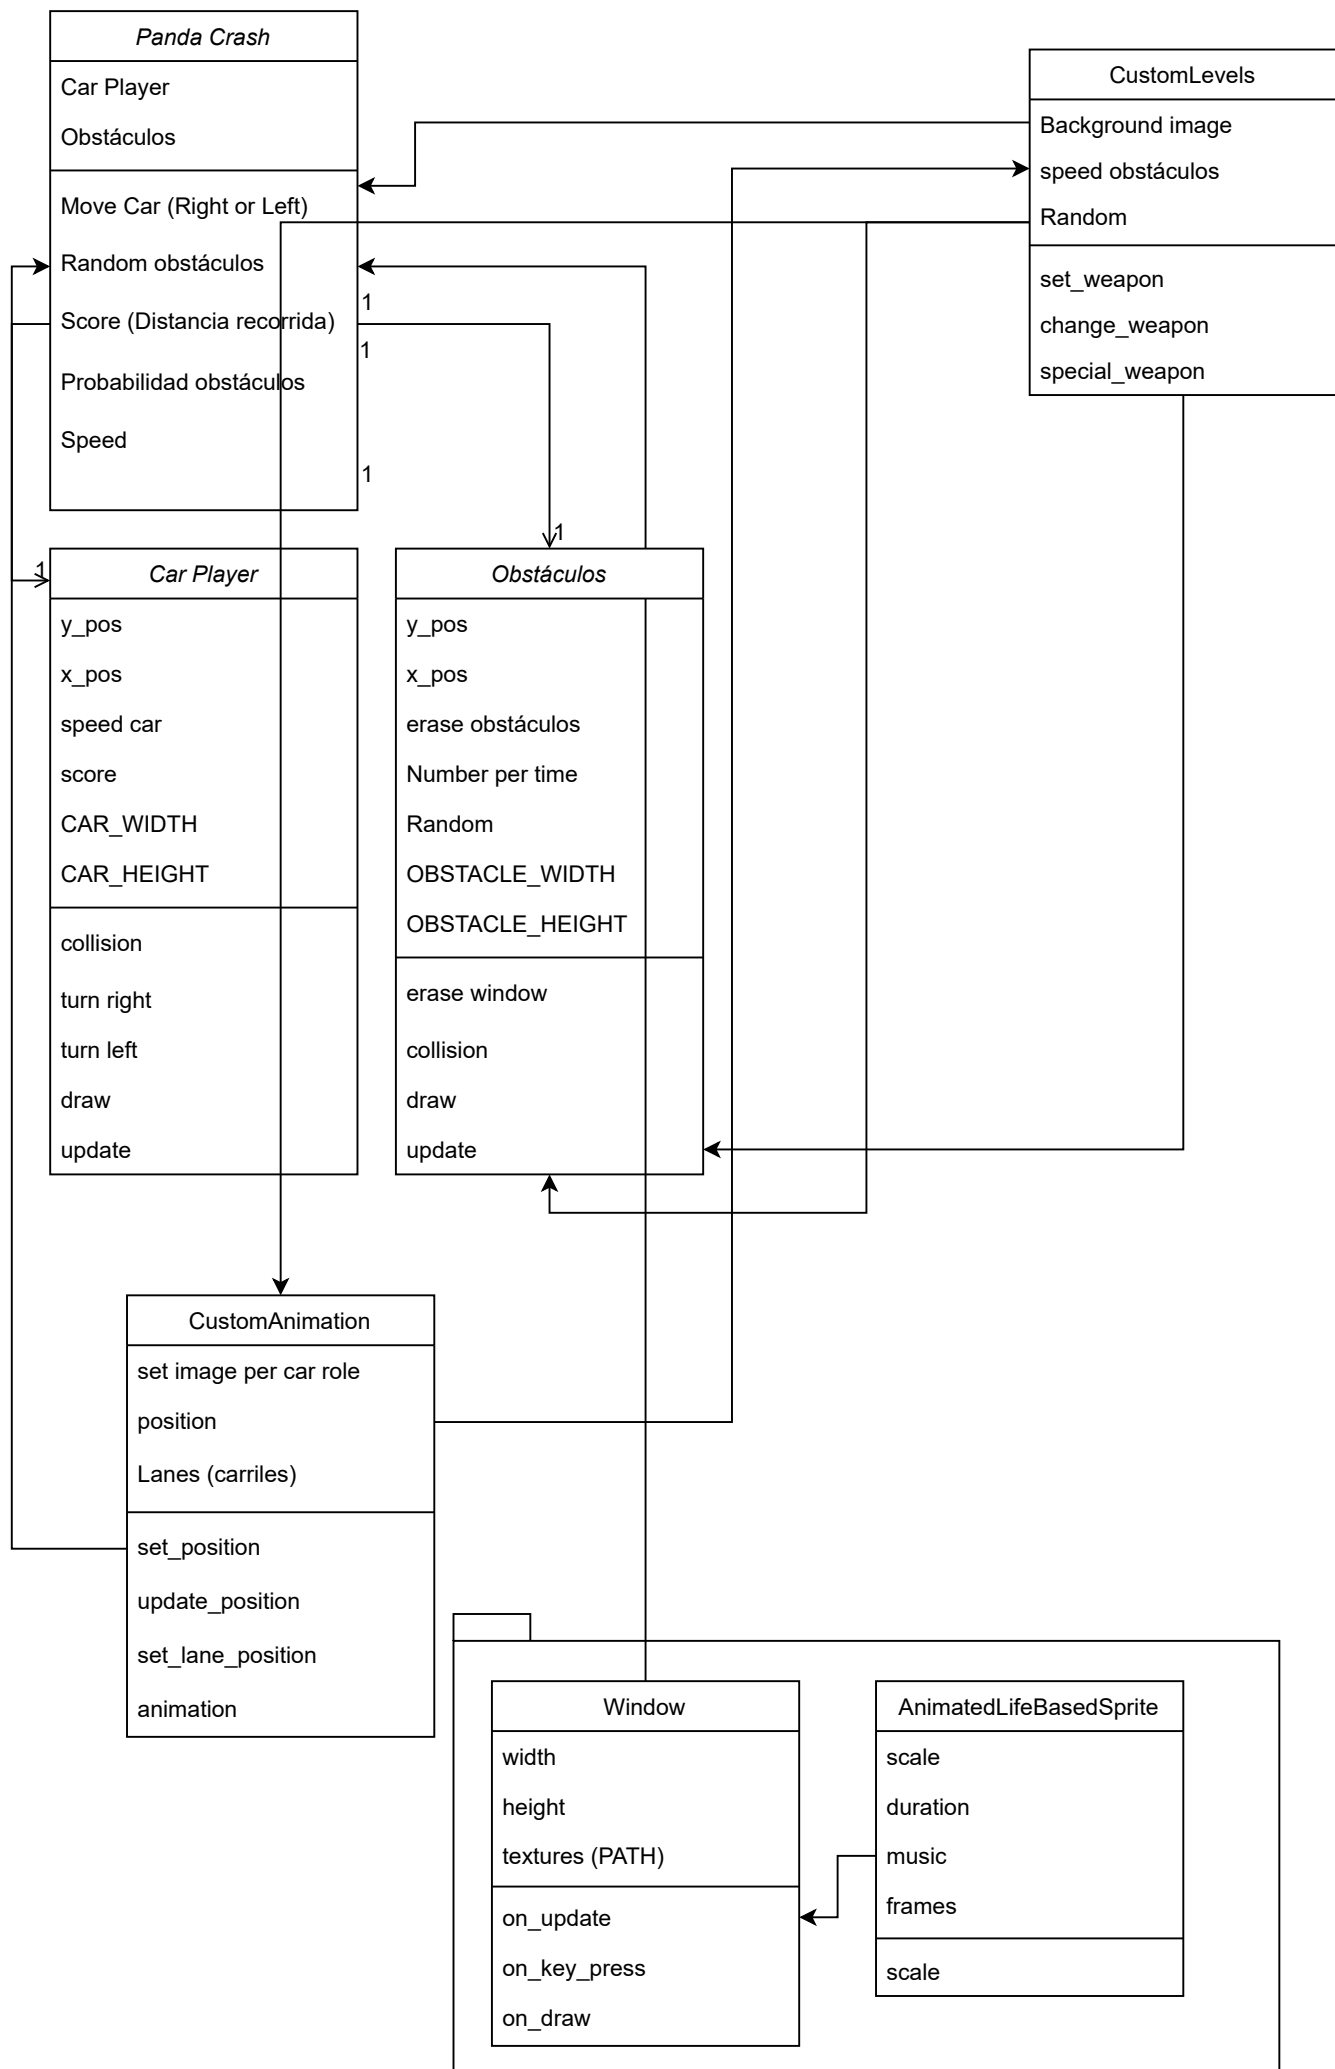 Panda Crash
Car Player
Obstáculos
Move Car (Right or Left)
Random obstáculos
Score (Distancia recorrida)
Probabilidad obstáculos
Speed
1
1
1
1
1
CustomLevels
Background image
speed obstáculos
Random
set_weapon
change_weapon
special_weapon
Car Player
y_pos
x_pos
speed car
score
CAR_WIDTH
CAR_HEIGHT
collision
turn right
turn left
draw
update
Obstáculos
y_pos
x_pos
erase obstáculos
Number per time
Random
OBSTACLE_WIDTH
OBSTACLE_HEIGHT
erase window
collision
draw
update
CustomAnimation
set image per car role
position
Lanes (carriles)
set_position
update_position
set_lane_position
animation
Window
width
height
textures (PATH)
on_update
on_key_press
on_draw
AnimatedLifeBasedSprite
scale
duration
music
frames
scale